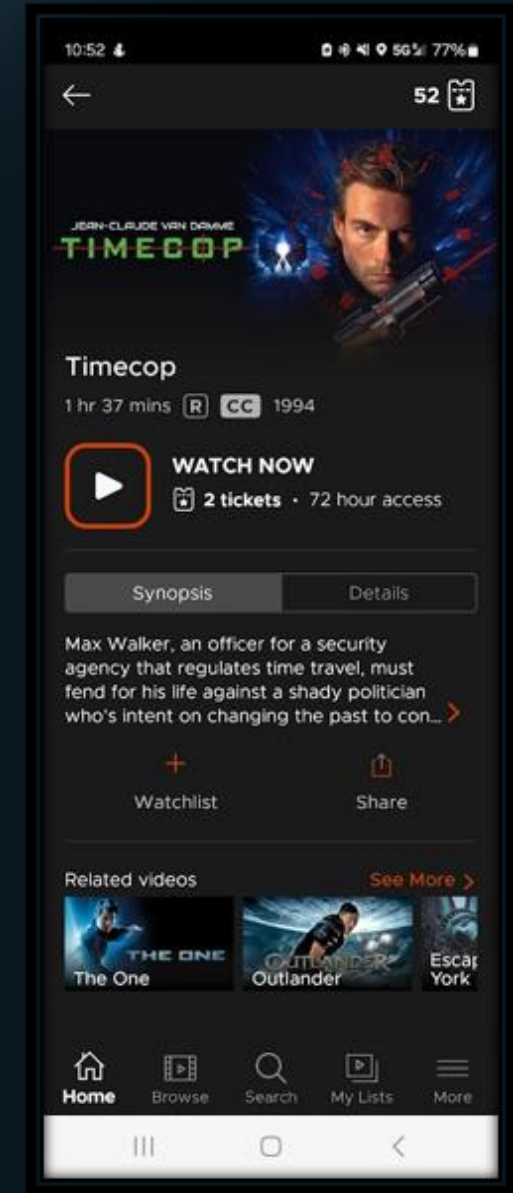 10:52 5G 77%
52
JEAN-CLAUDE VAN DAMME
TIMECOP
Timecop
1 hr 37 mins R CC 1994
WATCH NOW
2 tickets · 72 hour access
Synopsis Details
Max Walker, an officer for a security
agency that regulates time travel, must
fend for his life against a shady politician
who's intent on changing the past to con... >
+
Watchlist Share
Related videos See More >
THE ONE OUTLANDER
The One Outlander Escap
York
Home Browse Search My Lists More